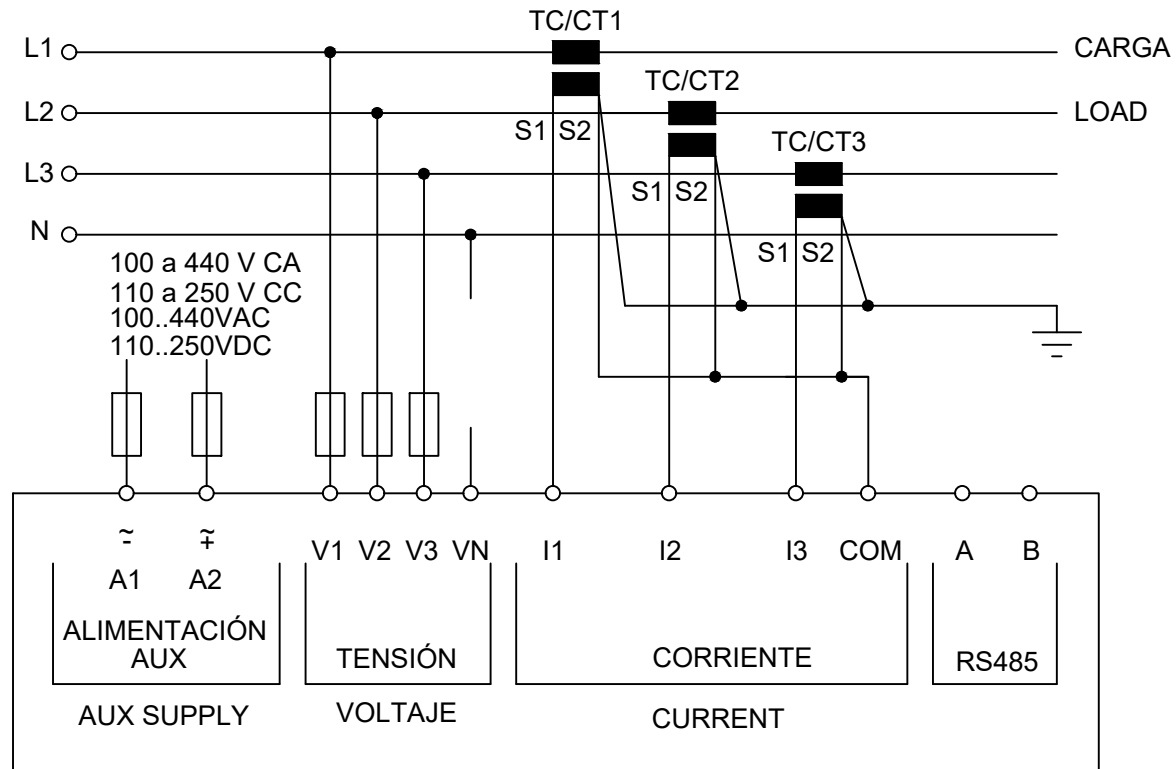 TC/CT1
L1
CARGA
TC/CT2
L2
LOAD
S1 S2
TC/CT3
L3
S1 S2
N
S1 S2
100 a 440 V CA
110 a 250 V CC
100..440VAC
110..250VDC
~ ~
- +
V1 V2 V3 VN I1 I2 I3 COM A B
A1 A2
ALIMENTACIÓN
AUX
TENSIÓN
CORRIENTE
RS485
AUX SUPPLY
VOLTAJE
CURRENT